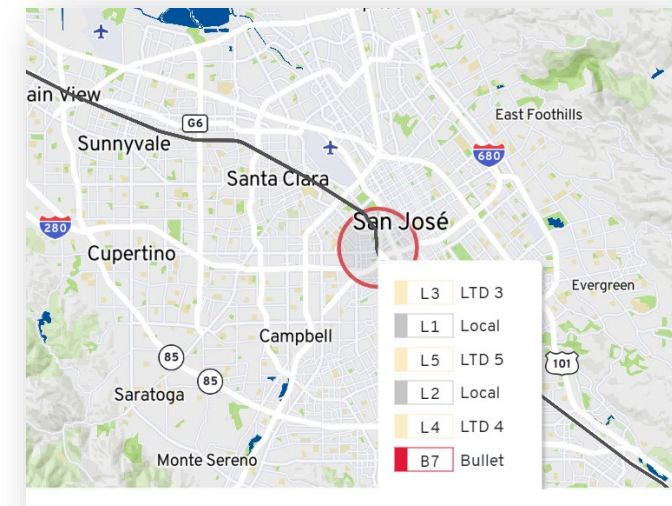 ain View
G6
East Foothills
Sunnyvale
680
Santa Clara
San José
280
Cupertino
Evergreen
L3 LTD 3
L1 Local
Campbell
L5 LTD 5
85
101
L2 Local
85
Saratoga
L4 LTD 4
Monte Sereno
B7 Bullet